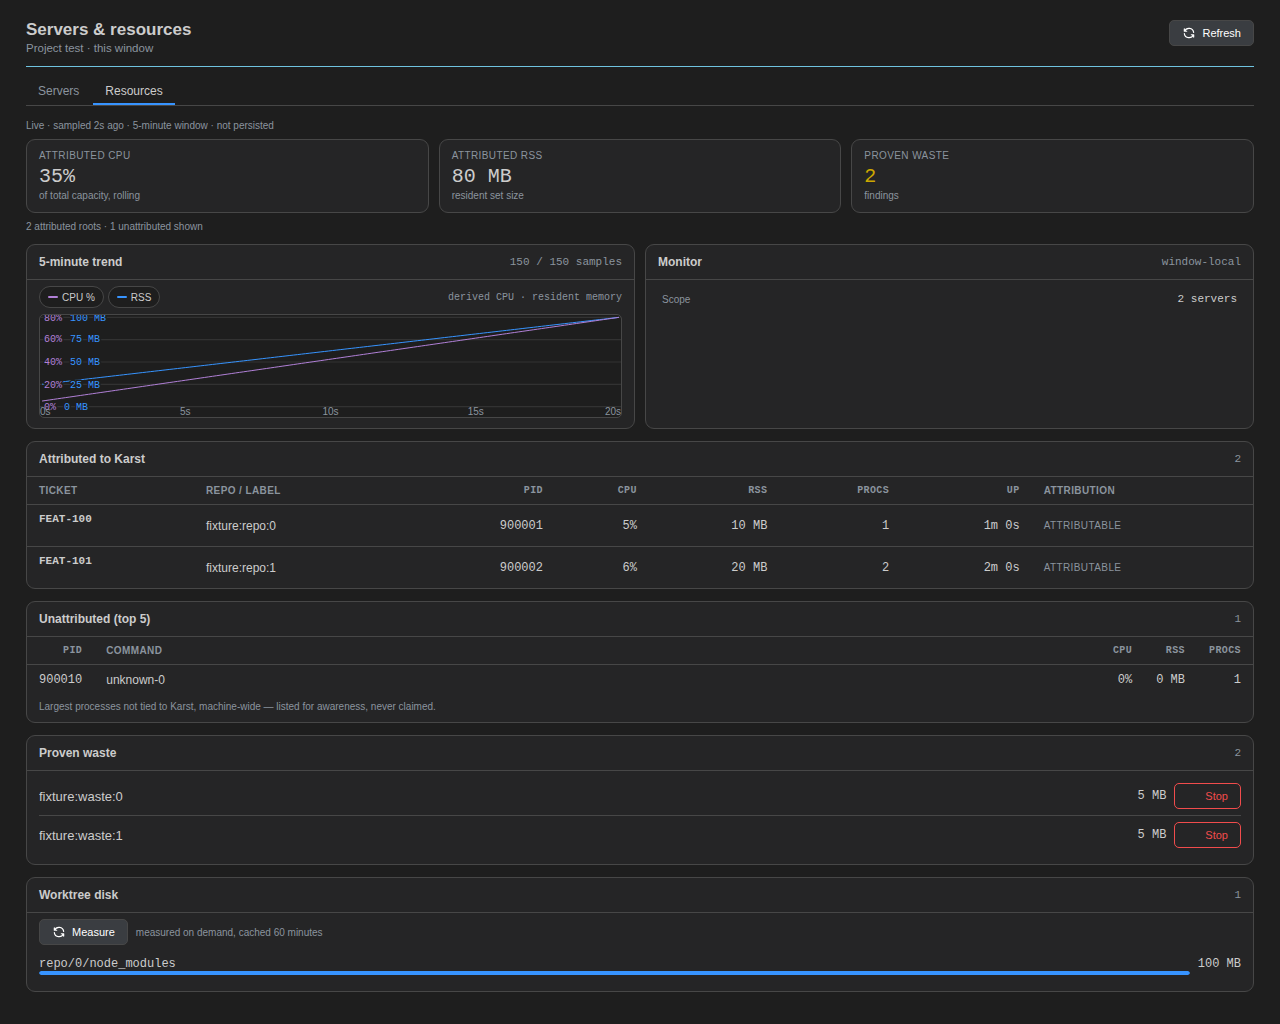 Servers & resources
Project test · this window
Refresh
Servers
Resources
Live · sampled 2s ago · 5-minute window · not persisted
ATTRIBUTED CPU
35%
of total capacity, rolling
ATTRIBUTED RSS
80 MB
resident set size
PROVEN WASTE
2
findings
2 attributed roots · 1 unattributed shown
5-minute trend
150 / 150 samples
CPU %
RSS
derived CPU · resident memory
80% 100 MB
60% 75 MB
40% 50 MB
20% 25 MB
0% 0 MB
0s 5s 10s 15s 20s
Monitor
window-local
Scope
2 servers
Attributed to Karst
2
TICKET REPO / LABEL PID CPU RSS PROCS UP ATTRIBUTION
FEAT-100 fixture:repo:0 900001 5% 10 MB 1 1m 0s ATTRIBUTABLE
FEAT-101 fixture:repo:1 900002 6% 20 MB 2 2m 0s ATTRIBUTABLE
Unattributed (top 5)
1
PID COMMAND CPU RSS PROCS
900010 unknown-0 0% 0 MB 1
Largest processes not tied to Karst, machine-wide — listed for awareness, never claimed.
Proven waste
2
fixture:waste:0 5 MB Stop
fixture:waste:1 5 MB Stop
Worktree disk
1
Measure
measured on demand, cached 60 minutes
repo/0/node_modules 100 MB